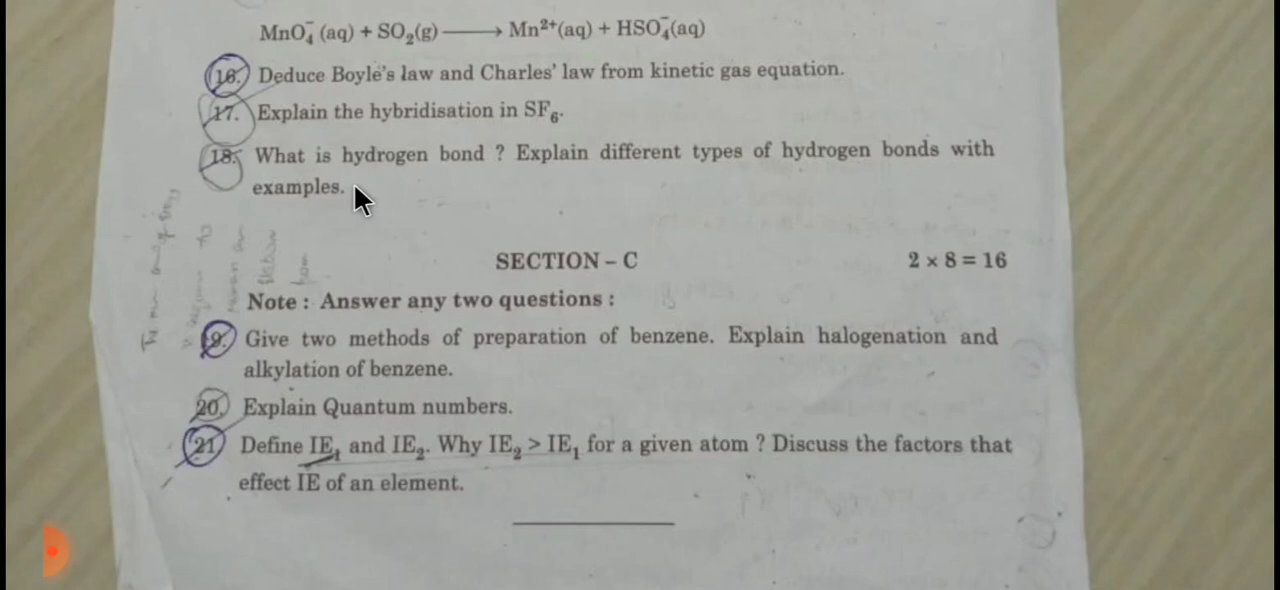 MnO₄⁻ (aq) + SO₂(g) ⟶ Mn²⁺(aq) + HSO₄⁻(aq)
16. Deduce Boyle's law and Charles' law from kinetic gas equation.
17. Explain the hybridisation in SF₆.
18. What is hydrogen bond ? Explain different types of hydrogen bonds with
examples.
SECTION – C 2 × 8 = 16
Note : Answer any two questions :
19. Give two methods of preparation of benzene. Explain halogenation and
alkylation of benzene.
20. Explain Quantum numbers.
21. Define IE₁ and IE₂. Why IE₂ > IE₁ for a given atom ? Discuss the factors that
effect IE of an element.